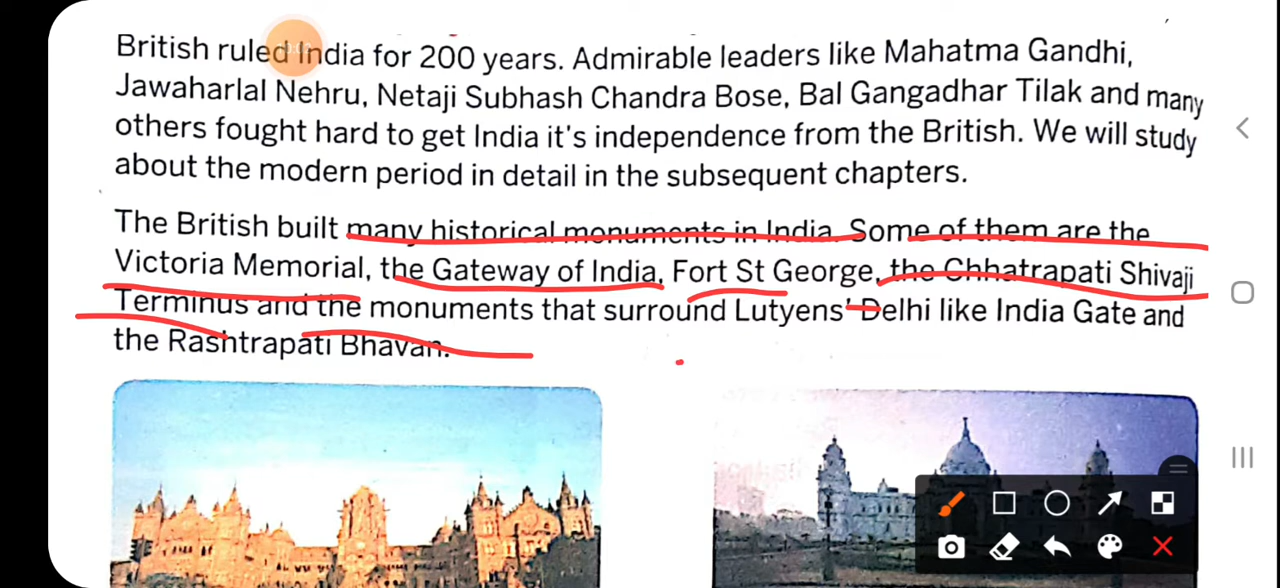 British ruled India for 200 years. Admirable leaders like Mahatma Gandhi,
Jawaharlal Nehru, Netaji Subhash Chandra Bose, Bal Gangadhar Tilak and many
others fought hard to get India it's independence from the British. We will study
about the modern period in detail in the subsequent chapters.
The British built many historical monuments in India. Some of them are the
Victoria Memorial, the Gateway of India, Fort St George, the Chhatrapati Shivaji
Terminus and the monuments that surround Lutyens' Delhi like India Gate and
the Rashtrapati Bhavan.